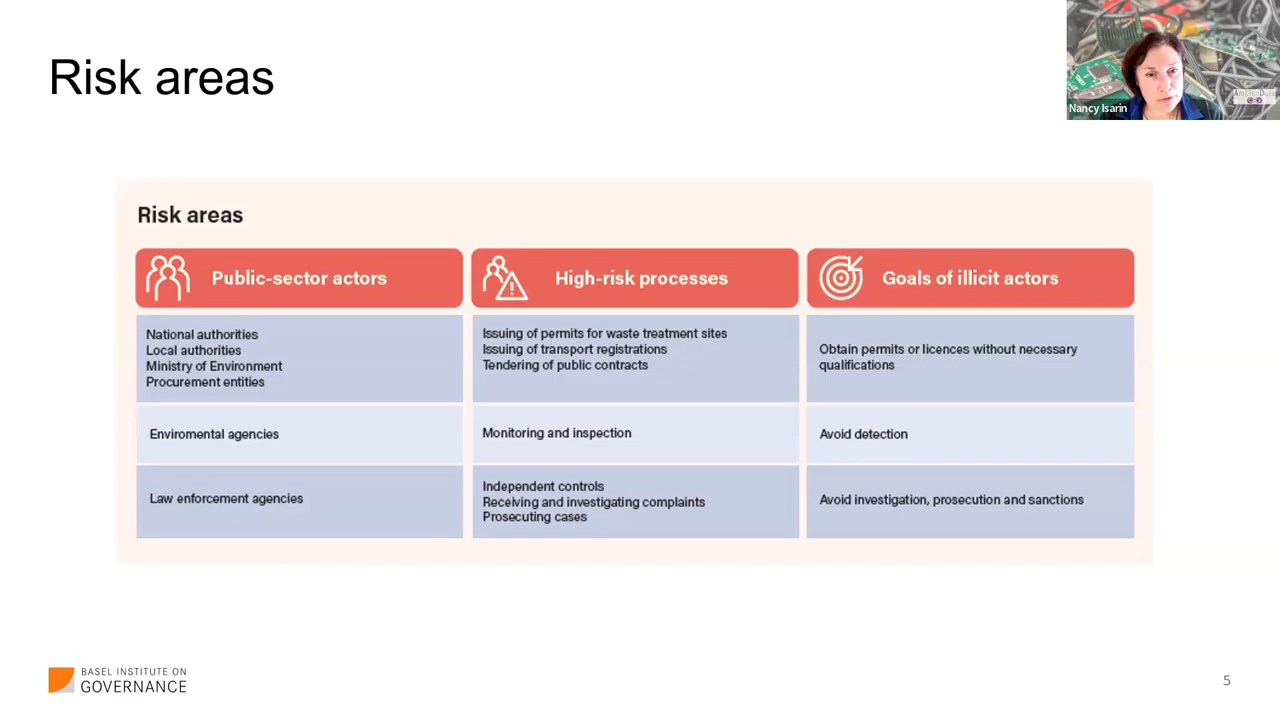 Risk areas
Nancy Isarin
Risk areas
Public-sector actors
High-risk processes
Goals of illicit actors
National authorities
Local authorities
Ministry of Environment
Procurement entities
Issuing of permits for waste treatment sites
Issuing of transport registrations
Tendering of public contracts
Obtain permits or licences without necessary
qualifications
Enviromental agencies
Monitoring and inspection
Avoid detection
Law enforcement agencies
Independent controls
Receiving and investigating complaints
Prosecuting cases
Avoid investigation, prosecution and sanctions
BASEL INSTITUTE ON
GOVERNANCE
5